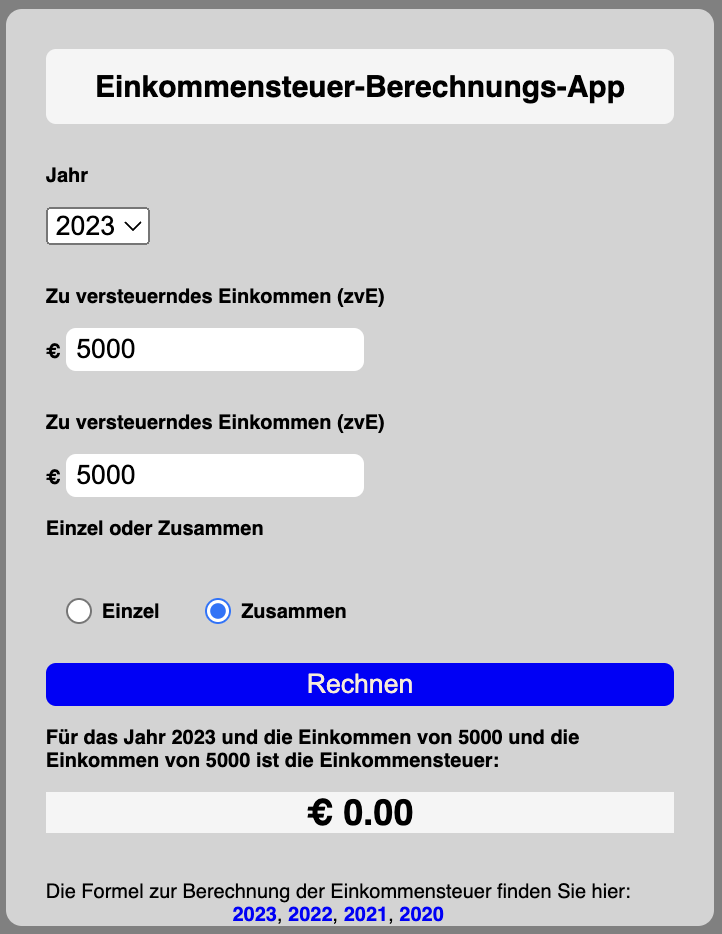 Einkommensteuer-Berechnungs-App
Jahr
2023
Zu versteuerndes Einkommen (zvE)
€ 5000
Zu versteuerndes Einkommen (zvE)
€ 5000
Einzel oder Zusammen
Einzel Zusammen
Rechnen
Für das Jahr 2023 und die Einkommen von 5000 und die
Einkommen von 5000 ist die Einkommensteuer:
€ 0.00
Die Formel zur Berechnung der Einkommensteuer finden Sie hier:
2023, 2022, 2021, 2020